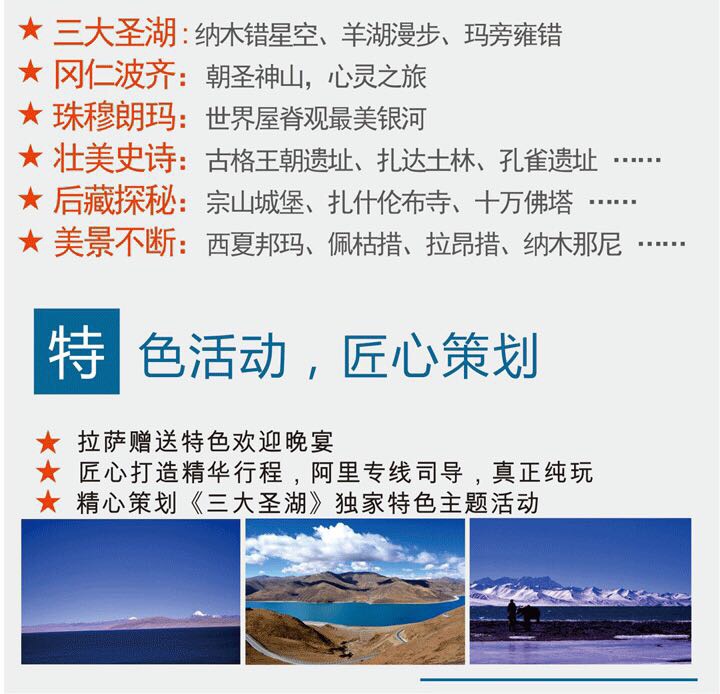 ★ 三大圣湖：纳木错星空、羊湖漫步、玛旁雍错
★ 冈仁波齐：朝圣神山，心灵之旅
★ 珠穆朗玛：世界屋脊观最美银河
★ 壮美史诗：古格王朝遗址、扎达土林、孔雀遗址 ……
★ 后藏探秘：宗山城堡、扎什伦布寺、十万佛塔 ……
★ 美景不断：西夏邦玛、佩枯措、拉昂措、纳木那尼 ……
特色活动，匠心策划
★ 拉萨赠送特色欢迎晚宴
★ 匠心打造精华行程，阿里专线司导，真正纯玩
★ 精心策划《三大圣湖》独家特色主题活动